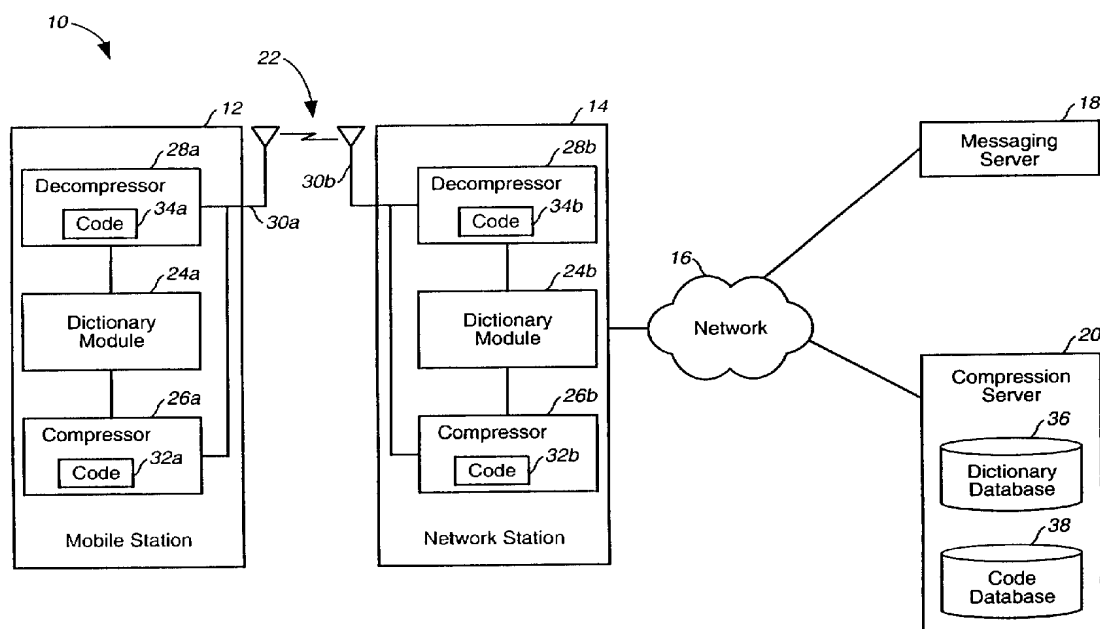 10
22
12
14
18
Messaging
Server
28a
Decompressor
34a
Code
30a
30b
28b
Decompressor
34b
Code
24a
Dictionary
Module
24b
Dictionary
Module
16
Network
20
Compression
Server
26a
Compressor
32a
Code
26b
Compressor
32b
Code
36
Dictionary
Database
38
Code
Database
Mobile Station
Network Station